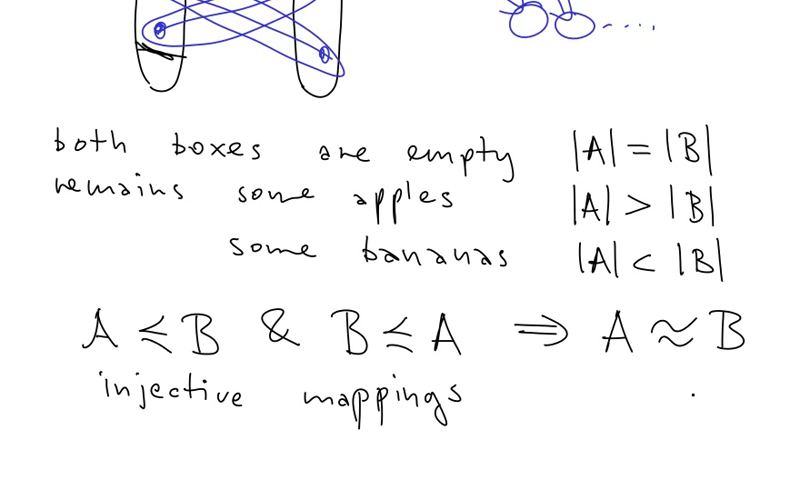 both boxes are empty |A| = |B|
remains some apples |A| > |B|
some bananas |A| < |B|
A ≼ B & B ≼ A ⇒ A ≈ B
injective mappings